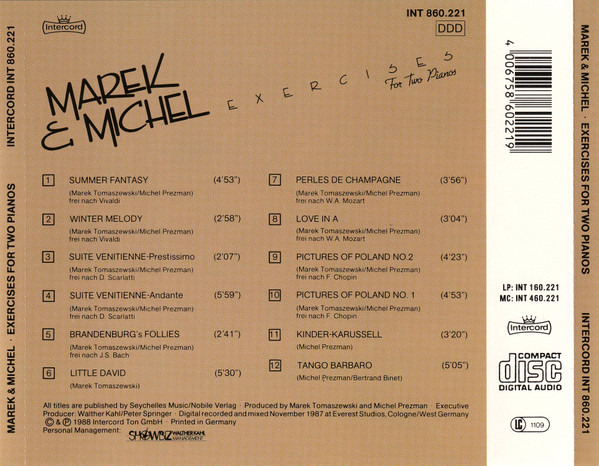 Intercord
INT 860.221
DDD
MAREK
& MICHEL
EXERCISES
For Two Pianos
1 SUMMER FANTASY (4'53")
(Marek Tomaszewski/Michel Prezman)
frei nach Vivaldi
2 WINTER MELODY (2'58")
(Marek Tomaszewski/Michel Prezman)
frei nach Vivaldi
3 SUITE VENITIENNE-Prestissimo (2'07")
(Marek Tomaszewski/Michel Prezman)
frei nach D. Scarlatti
4 SUITE VENITIENNE-Andante (5'59")
(Marek Tomaszewski/Michel Prezman)
frei nach D. Scarlatti
5 BRANDENBURG's FOLLIES (2'41")
(Marek Tomaszewski/Michel Prezman)
frei nach J.S. Bach
6 LITTLE DAVID (5'30")
(Marek Tomaszewski)
7 PERLES DE CHAMPAGNE (3'56")
(Marek Tomaszewski/Michel Prezman)
frei nach W.A. Mozart
8 LOVE IN A (3'04")
(Marek Tomaszewski/Michel Prezman)
frei nach W.A. Mozart
9 PICTURES OF POLAND NO.2 (4'23")
(Marek Tomaszewski/Michel Prezman)
frei nach F. Chopin
10 PICTURES OF POLAND NO. 1 (4'53")
(Marek Tomaszewski/Michel Prezman)
frei nach F. Chopin
11 KINDER-KARUSSELL (3'20")
(Michel Prezman)
12 TANGO BARBARO (5'05")
(Michel Prezman/Bertrand Binet)
All titles are published by Seychelles Music/Nobile Verlag · Produced by Marek Tomaszewski and Michel Prezman · Executive
Producer: Walther Kahl/Peter Springer · Digital recorded and mixed November 1987 at Everest Studios, Cologne/West Germany
© & ℗ 1988 Intercord Ton GmbH · Printed in Germany
Personal Management: SHOWBIZ WALTHER KAHL
MANAGEMENT
4 006758 602219
LP: INT 160.221
MC: INT 460.221
Intercord
COMPACT
disc
DIGITAL AUDIO
LC 1109
MAREK & MICHEL · EXERCISES FOR TWO PIANOS INTERCORD INT 860.221
MAREK & MICHEL · EXERCISES FOR TWO PIANOS INTERCORD INT 860.221